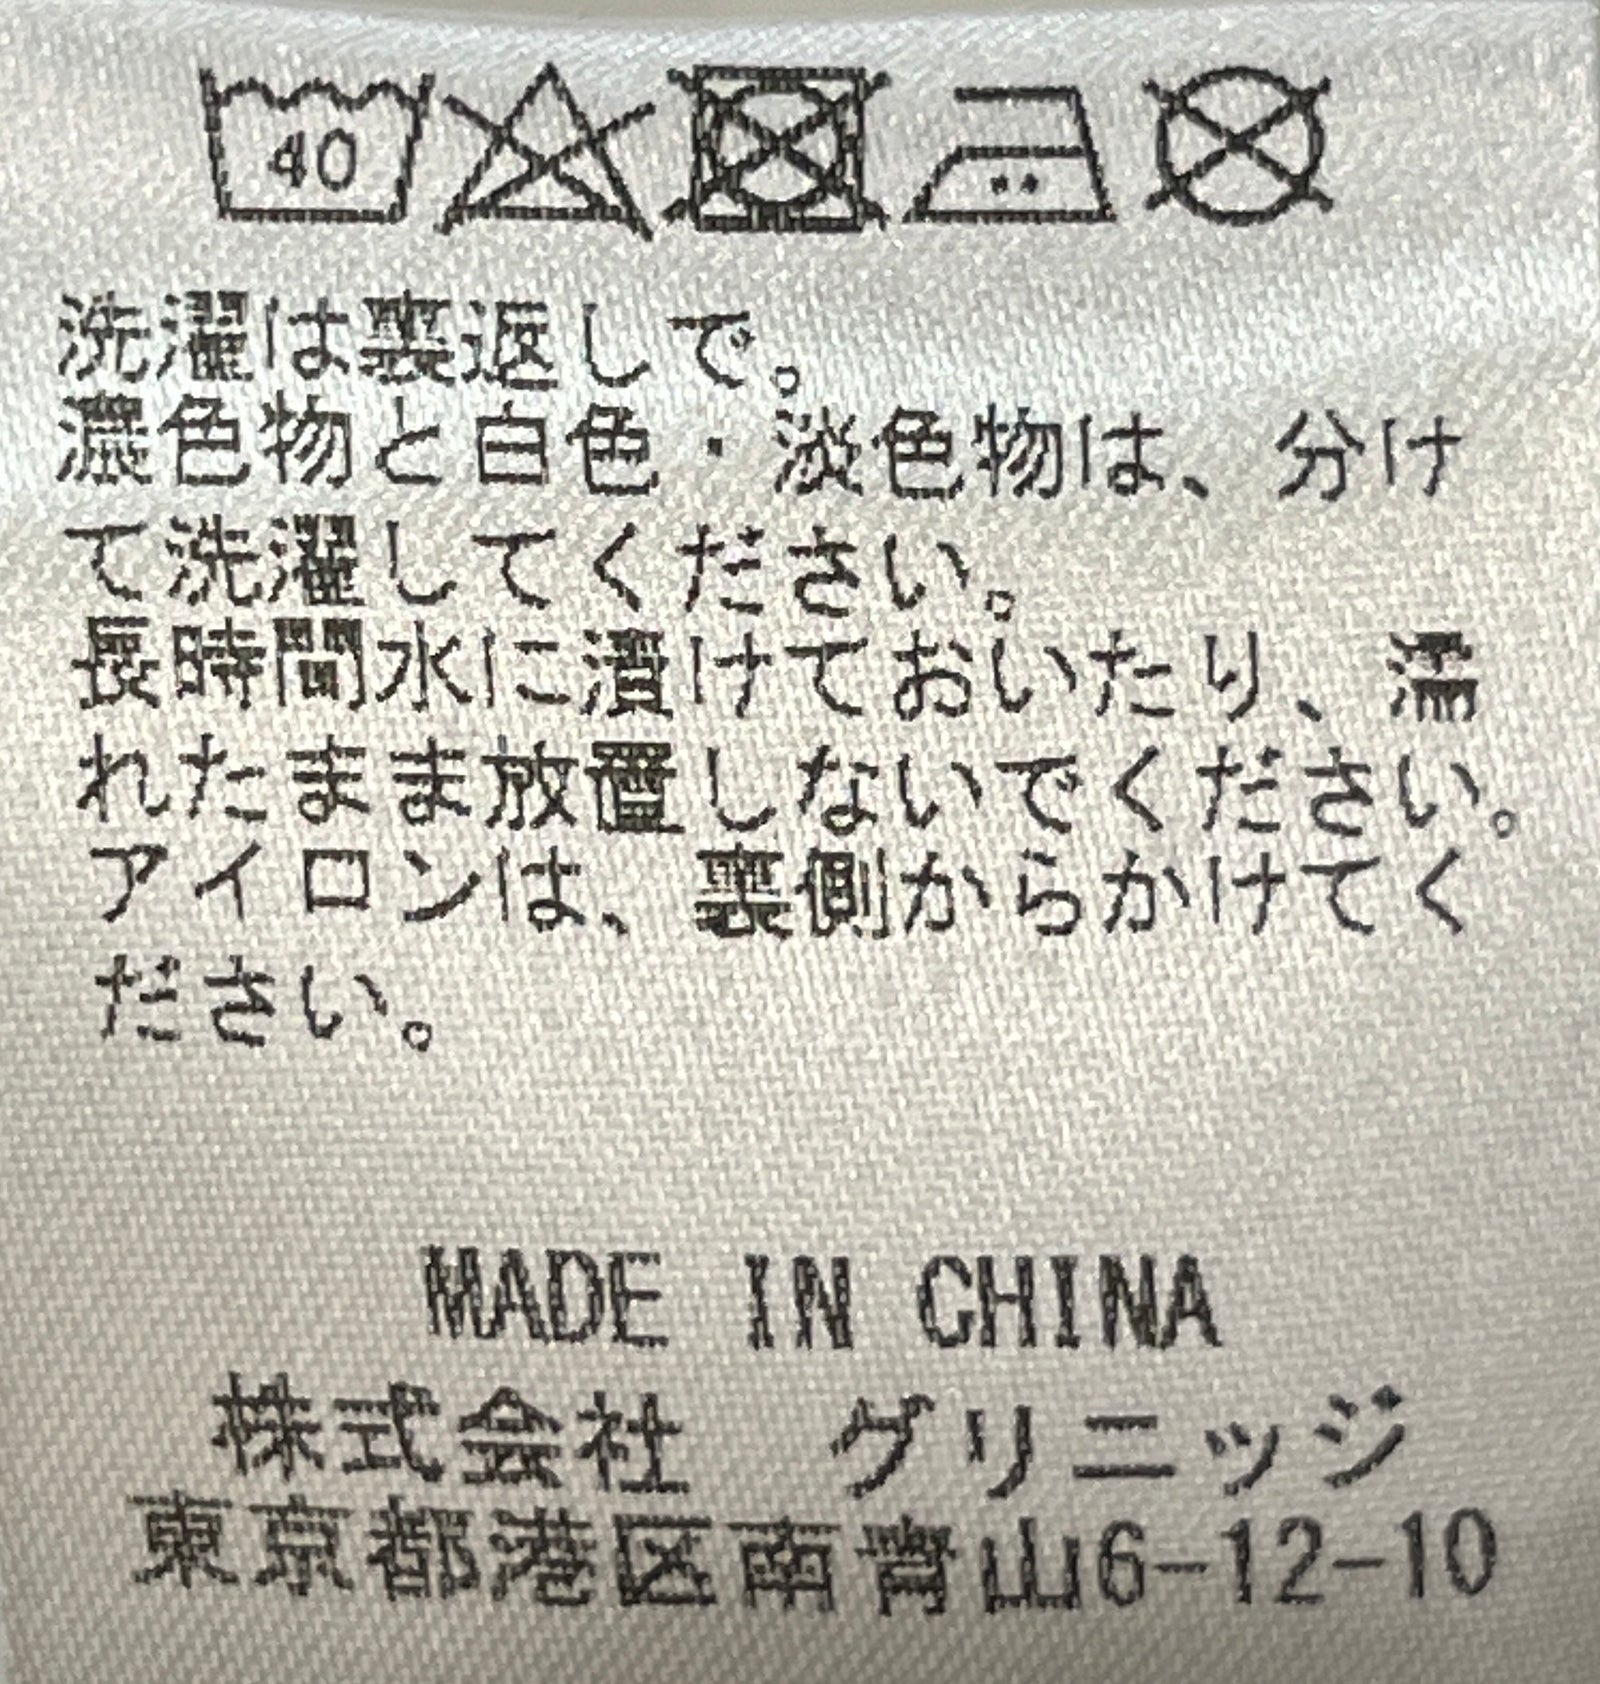 40
洗濯は裏返しで。
濃色物と白色・淡色物は、分け
て洗濯してください。
長時間水に漬けておいたり、濡
れたまま放置しないでください。
アイロンは、裏側からかけてく
ださい。
MADE IN CHINA
株式会社　グリニッジ
東京都港区南青山6-12-10